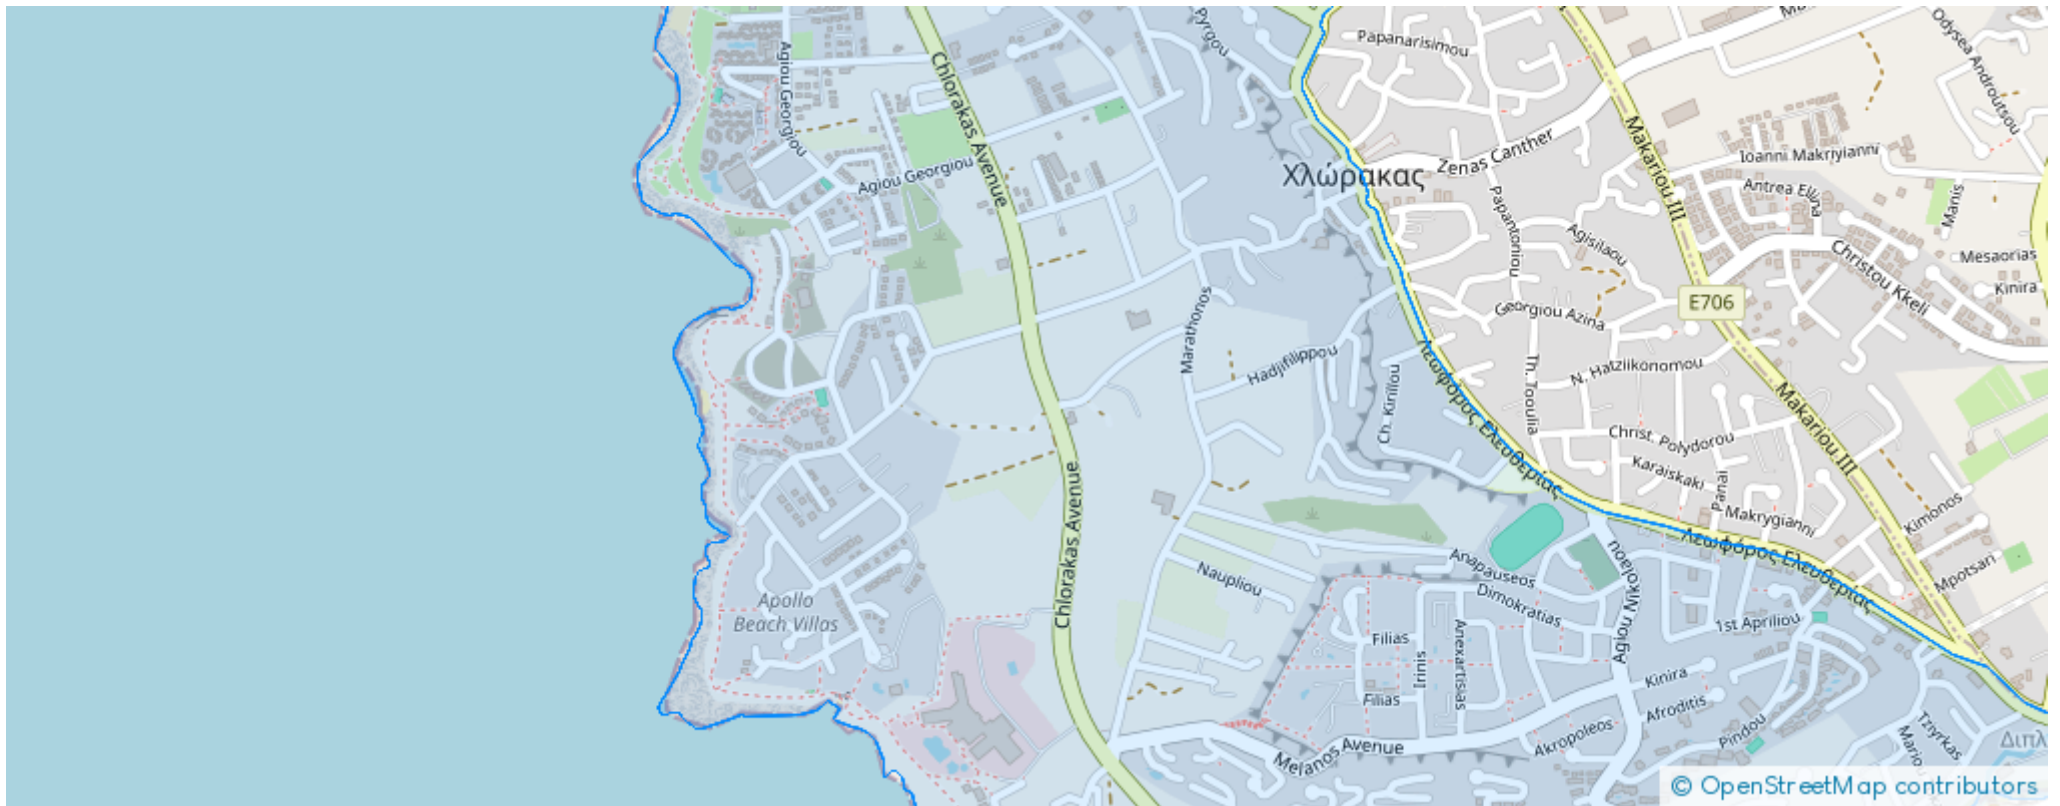 Pyrgou
Papanarisimou
Odysea Androutsou
Agiou Georgiou
Chlorakas Avenue
Makariou III
Zenas Canther
Ioanni Makriyianni
Χλώρακας
Agiou Georgiou
Antrea Ellina
Manis
Papantoniou
Agisilaou
Christou Kkeli
Mesaorias
Kinira
E706
Georgiou Azina
Marathonos
Hadjifilippou
Λεωφόρος Ελευθερίας
Th. Tooulia
N. Hatziikonomou
Ch. Kirillou
Makariou III
Christ. Polydorou
Karaiskaki
Panai
Makrygianni
Kimonos
Chlorakas Avenue
Λεωφόρος Ελευθερίας
Anapauseos
Naupliou
Dimokratias
Agiou Nikolaou
Mpotsari
Apollo
Beach Villas
1st Apriliou
Filias
Irinis
Anexartisias
Kinira
Filias
Afroditis
Akropoleos
Pindou
Melanos Avenue
Tzyrkas
Mariou
Διπλ
© OpenStreetMap contributors